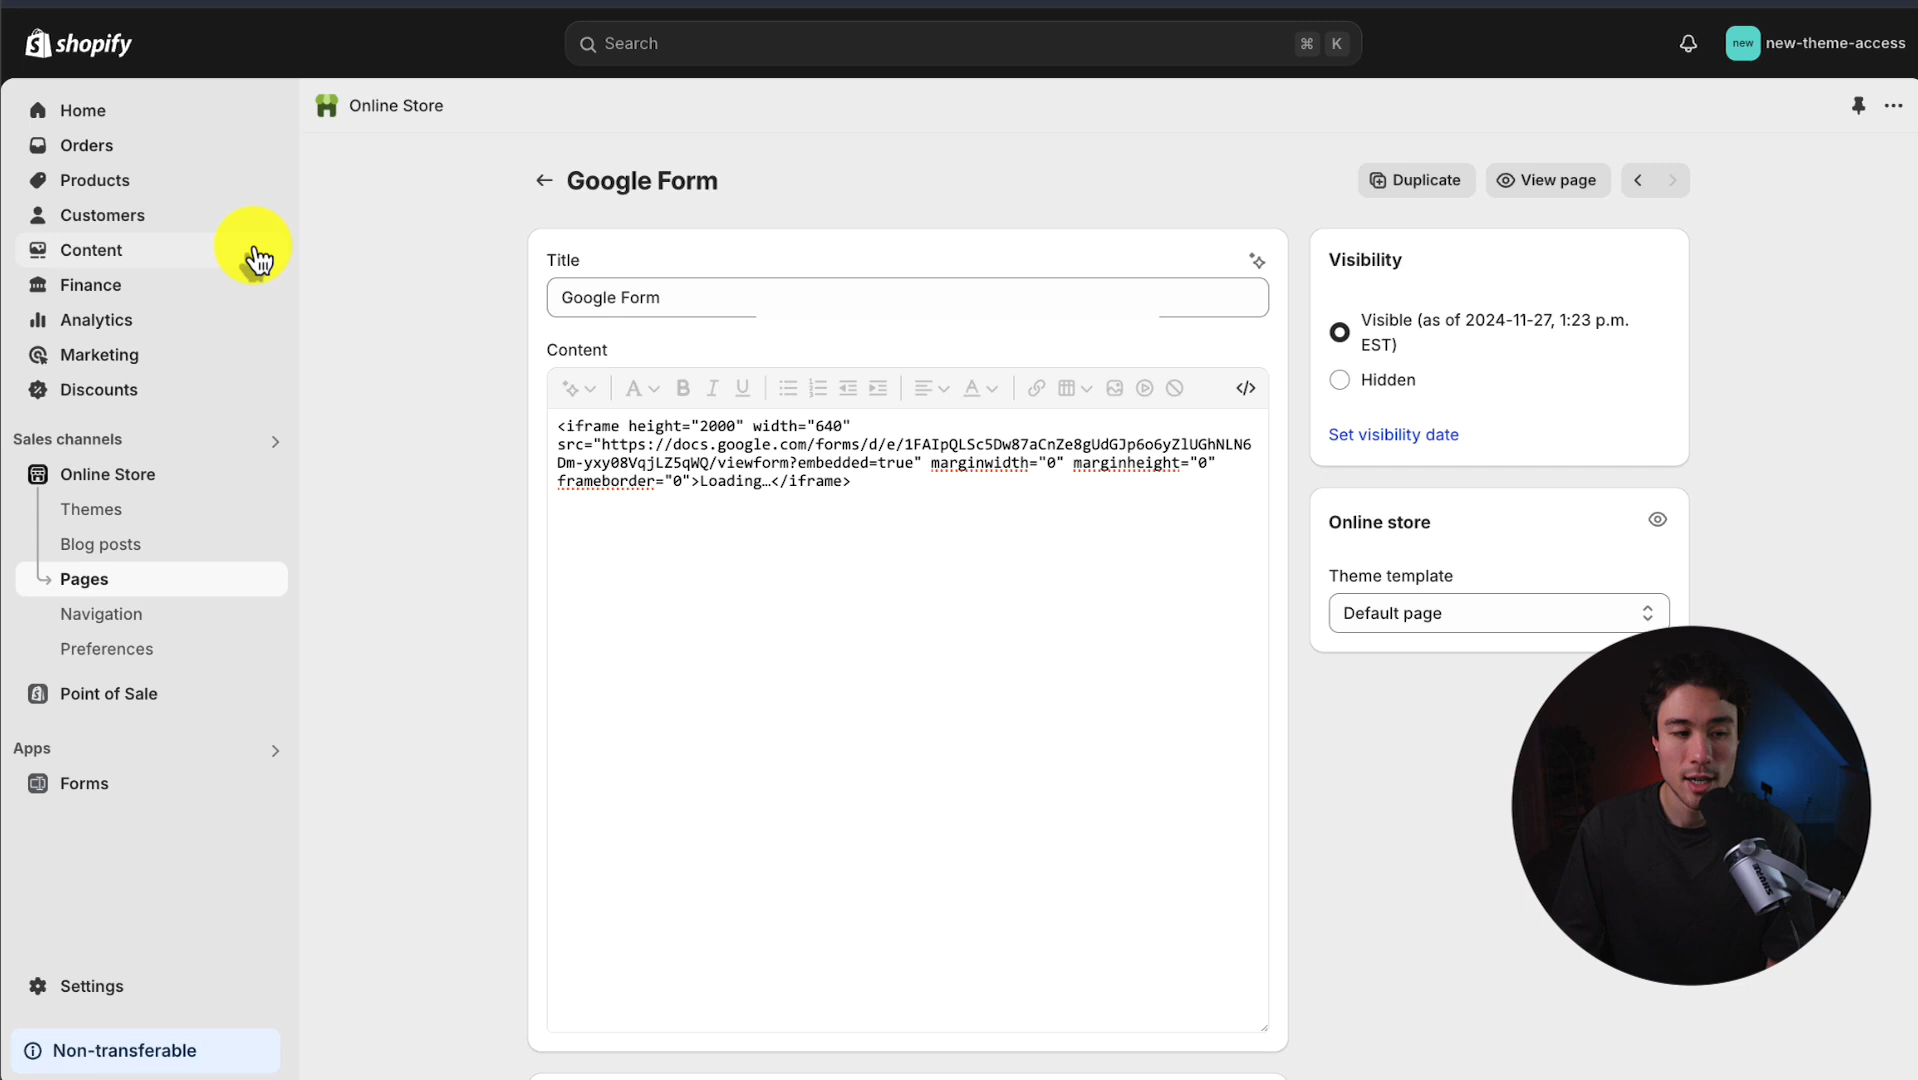 shopify
Search
⌘ K
new
new-theme-access
Home
Orders
Products
Customers
Content
Finance
Analytics
Marketing
Discounts
Sales channels
Online Store
Themes
Blog posts
Pages
Navigation
Preferences
Point of Sale
Apps
Forms
Settings
Non-transferable
Online Store
Google Form
Duplicate
View page
Title
Google Form
Content
<iframe height="2000" width="640"
src="https://docs.google.com/forms/d/e/1FAIpQLSc5Dw87aCnZe8gUdGJp6o6yZlUGhNLN6
Dm-yxy08VqjLZ5qWQ/viewform?embedded=true" marginwidth="0" marginheight="0"
frameborder="0">Loading…</iframe>
Visibility
Visible (as of 2024-11-27, 1:23 p.m.
EST)
Hidden
Set visibility date
Online store
Theme template
Default page